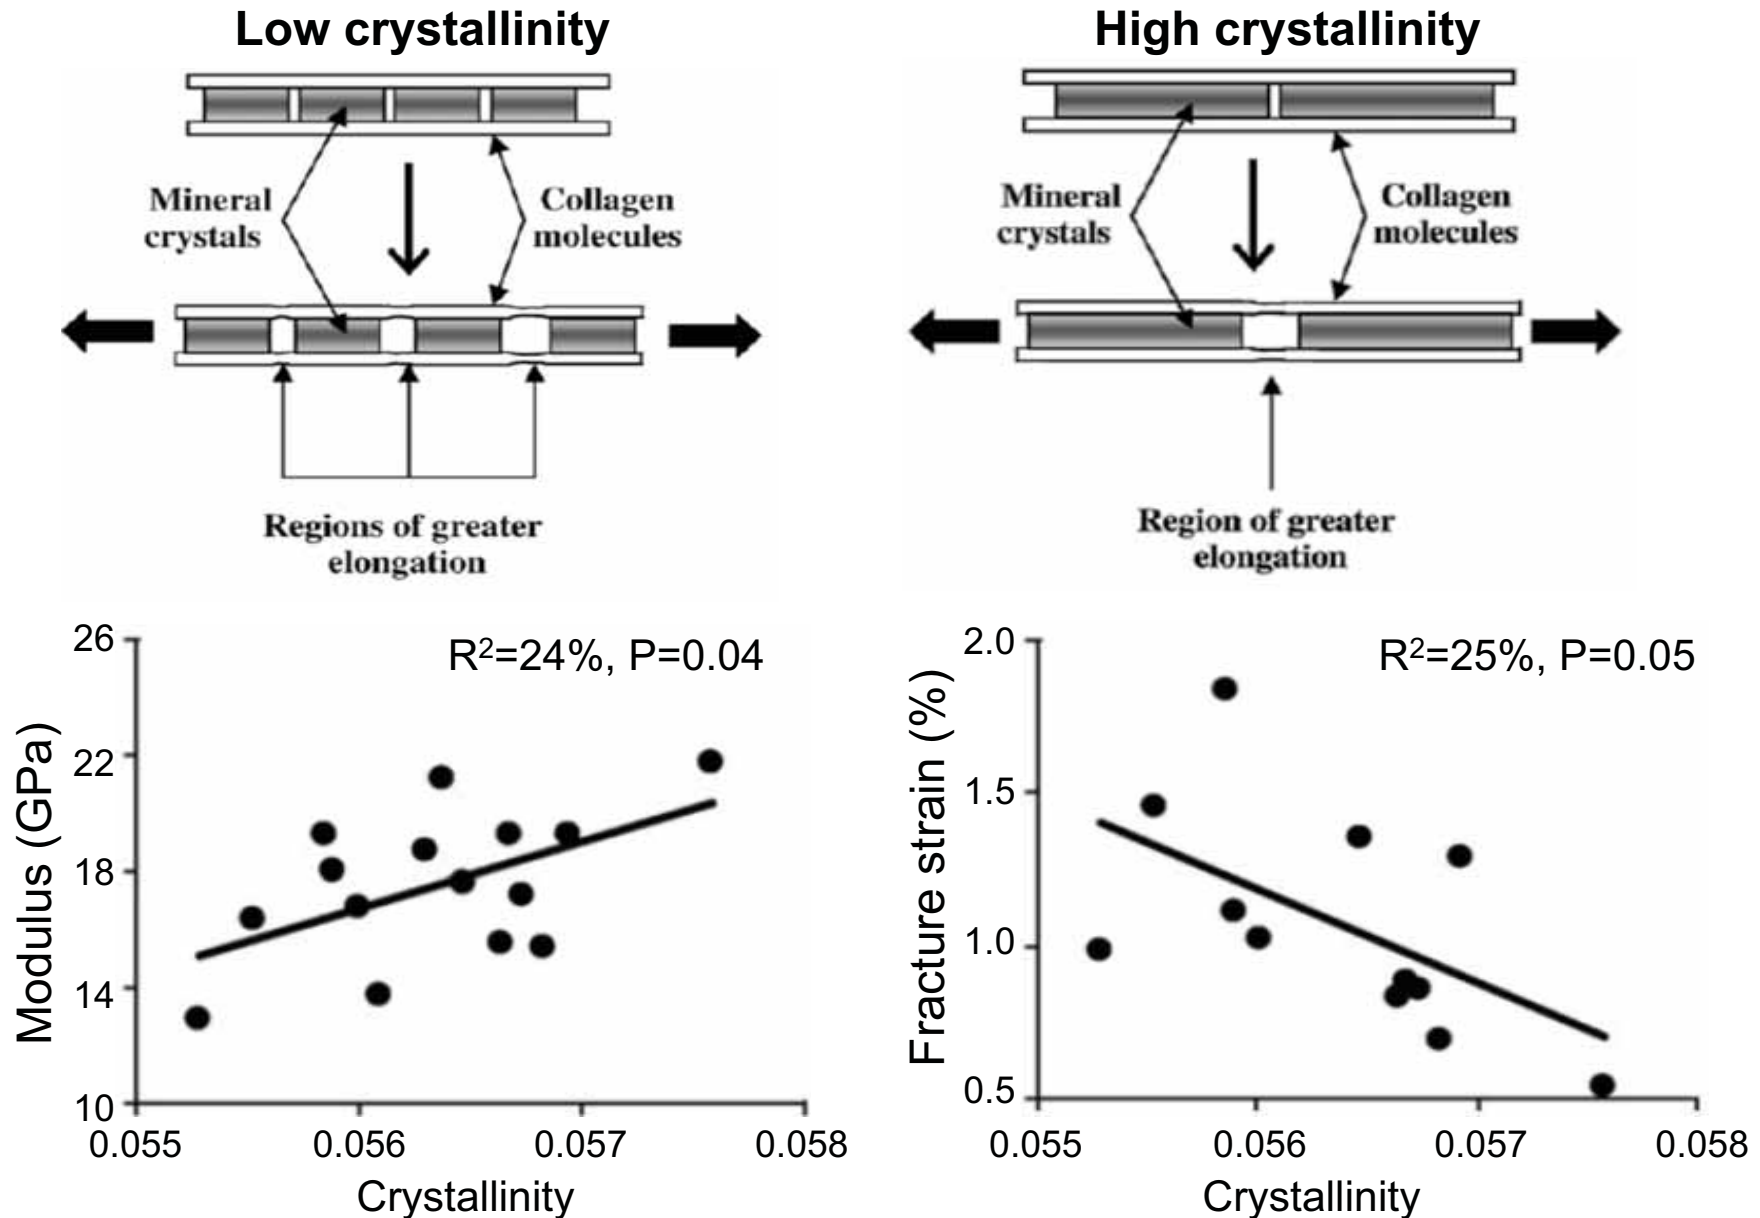 Low crystallinity
High crystallinity
Mineral
crystals
Collagen
molecules
Regions of greater
elongation
Mineral
crystals
Collagen
molecules
Region of greater
elongation
26
22
18
14
10
Modulus (GPa)
R²=24%, P=0.04
0.055
0.056
0.057
0.058
Crystallinity
2.0
1.5
1.0
0.5
Fracture strain (%)
R²=25%, P=0.05
0.055
0.056
0.057
0.058
Crystallinity